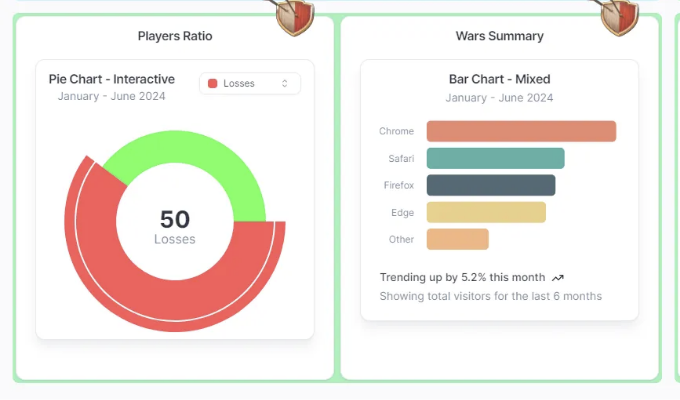 Players Ratio
Pie Chart - Interactive
January - June 2024
Losses
50
Losses
Wars Summary
Bar Chart - Mixed
January - June 2024
Chrome
Safari
Firefox
Edge
Other
Trending up by 5.2% this month
Showing total visitors for the last 6 months